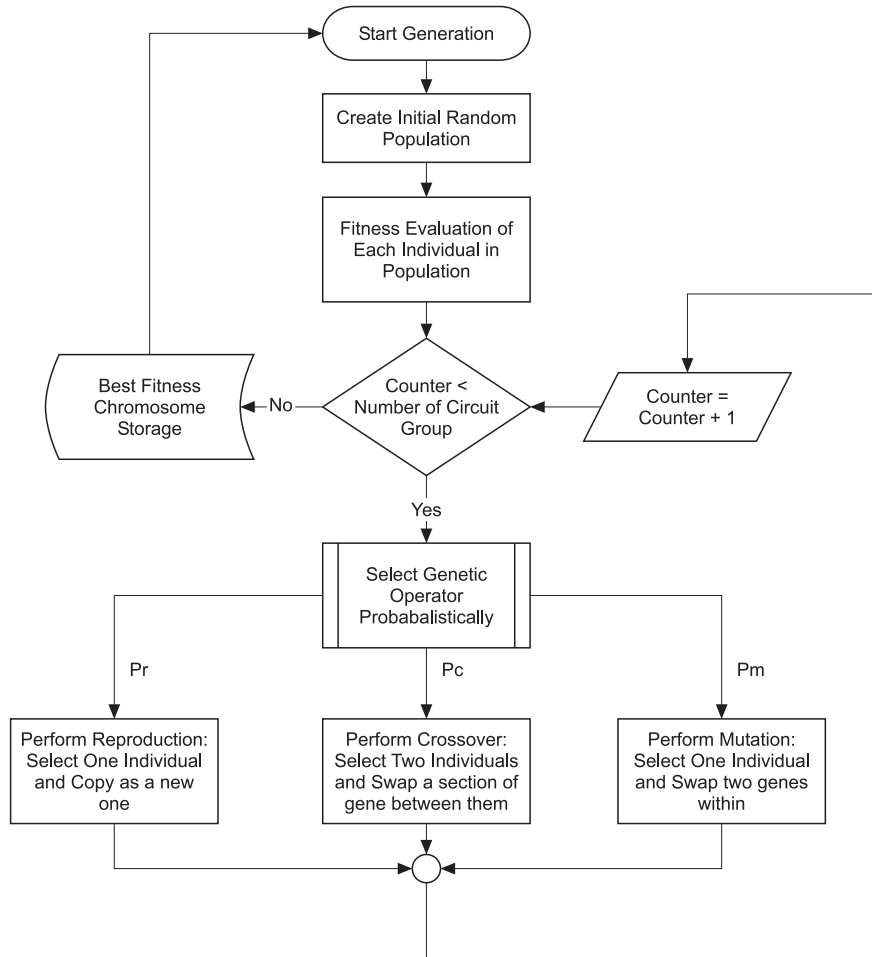 Start Generation
Create Initial Random
Population
Fitness Evaluation of
Each Individual in
Population
Best Fitness
Chromosome
Storage
No
Counter <
Number of Circuit
Group
Counter =
Counter + 1
Yes
Select Genetic
Operator
Probabalistically
Pr
Pc
Pm
Perform Reproduction:
Select One Individual
and Copy as a new
one
Perform Crossover:
Select Two Individuals
and Swap a section of
gene between them
Perform Mutation:
Select One Individual
and Swap two genes
within